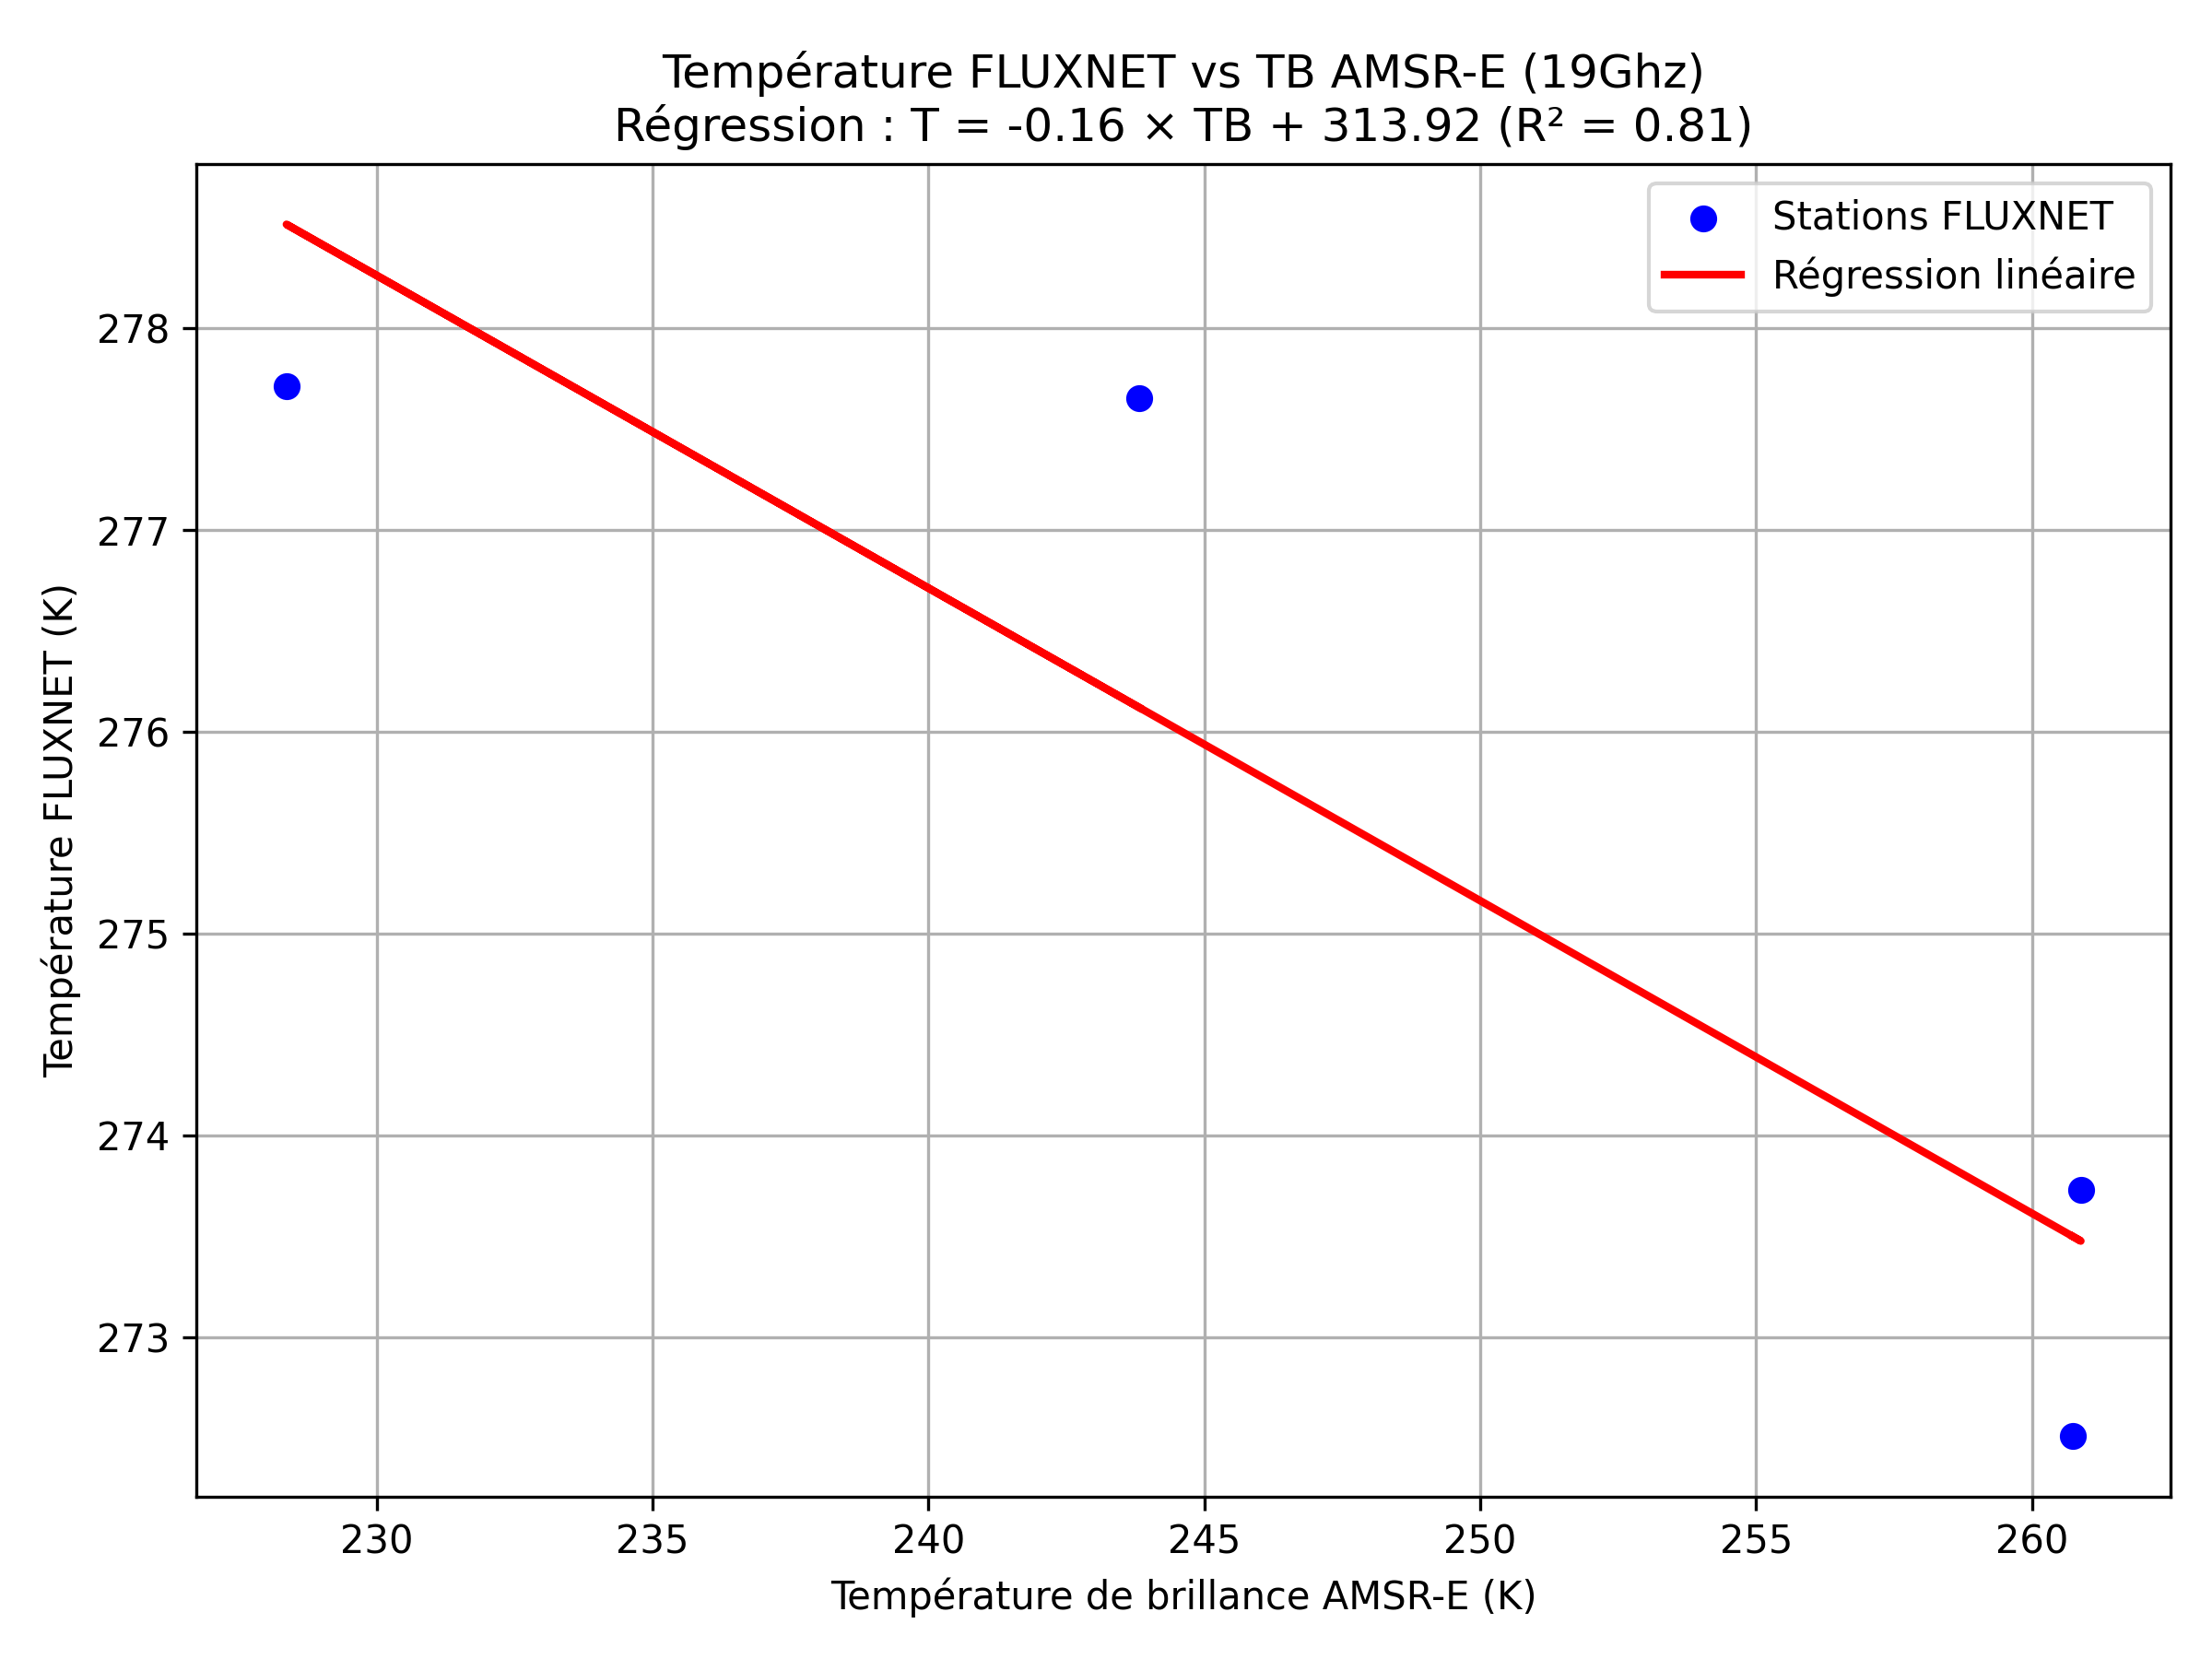 Température FLUXNET vs TB AMSR-E (19Ghz)
Régression : T = -0.16 × TB + 313.92 (R² = 0.81)
Stations FLUXNET
Régression linéaire
278
277
276
275
274
273
Température FLUXNET (K)
230 235 240 245 250 255 260
Température de brillance AMSR-E (K)